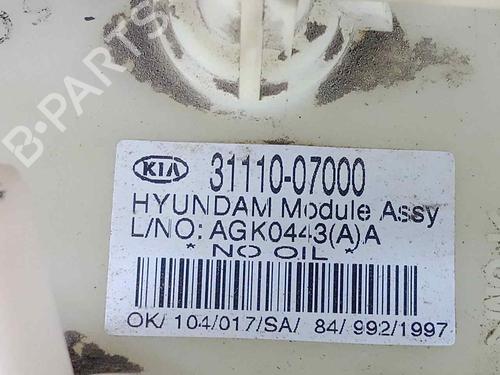 B-PARTS
KIA 31110-07000
HYUNDAM Module Assy
L/NO: AGK0443(A)A
* NO OIL *
OK/ 104/017/SA/ 84/ 992/1997